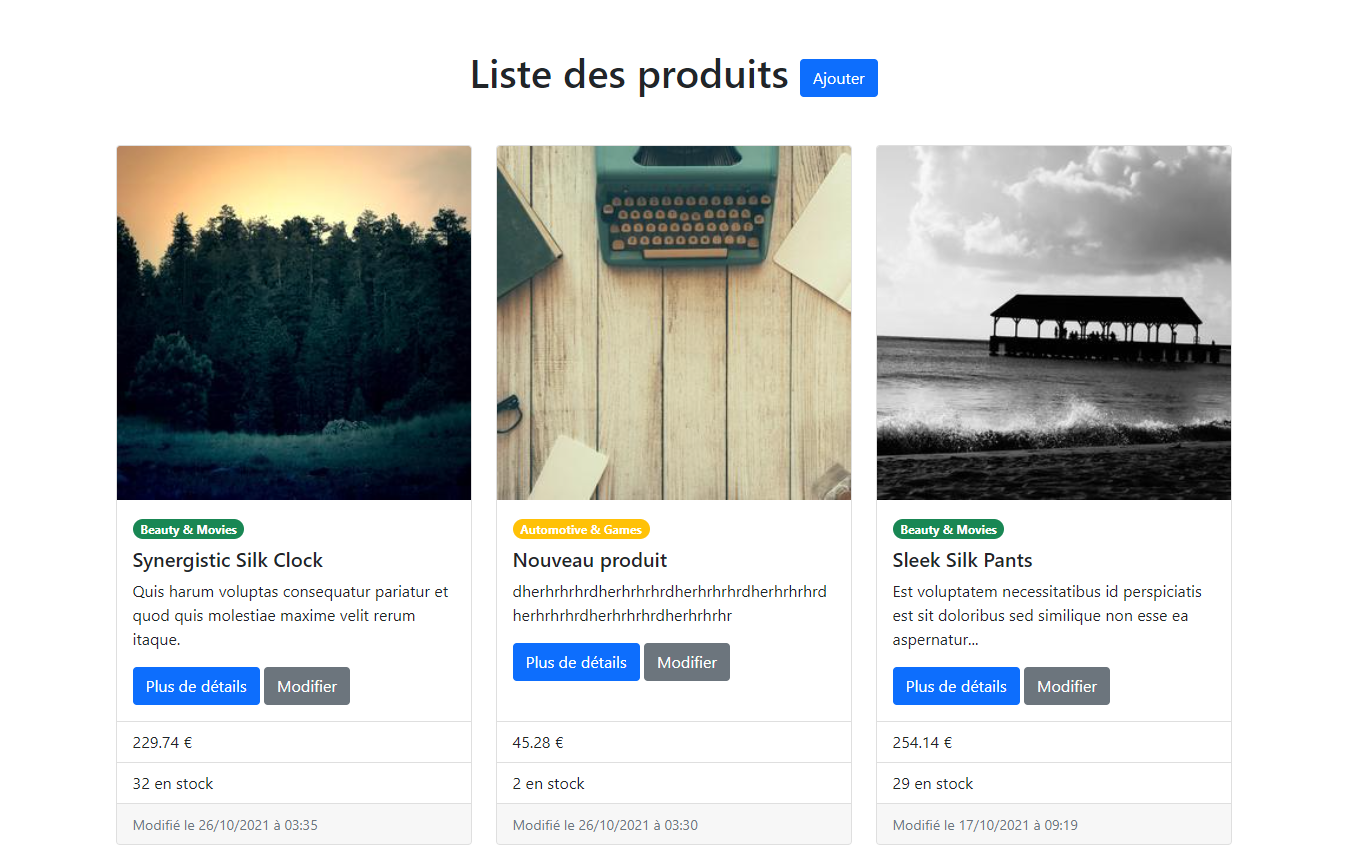 Liste des produits Ajouter
Beauty & Movies
Synergistic Silk Clock
Quis harum voluptas consequatur pariatur et
quod quis molestiae maxime velit rerum
itaque.
Plus de détails Modifier
229.74 €
32 en stock
Modifié le 26/10/2021 à 03:35
Automotive & Games
Nouveau produit
dherhrhrhrdherhrhrhrdherhrhrhrdherhrhrhrd
herhrhrhrdherhrhrhrdherhrhrhr
Plus de détails Modifier
45.28 €
2 en stock
Modifié le 26/10/2021 à 03:30
Beauty & Movies
Sleek Silk Pants
Est voluptatem necessitatibus id perspiciatis
est sit doloribus sed similique non esse ea
aspernatur...
Plus de détails Modifier
254.14 €
29 en stock
Modifié le 17/10/2021 à 09:19